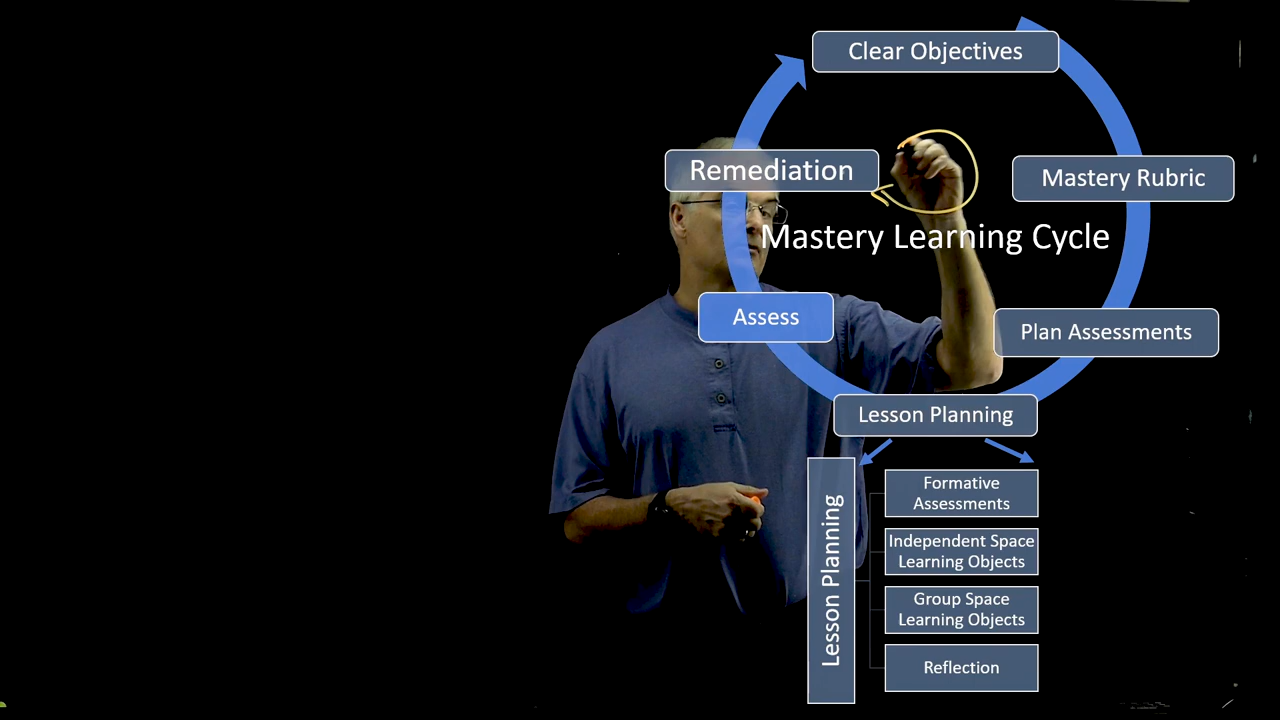 Clear Objectives
Remediation
Mastery Rubric
Mastery Learning Cycle
Assess
Plan Assessments
Lesson Planning
Lesson Planning
Formative
Assessments
Independent Space
Learning Objects
Group Space
Learning Objects
Reflection